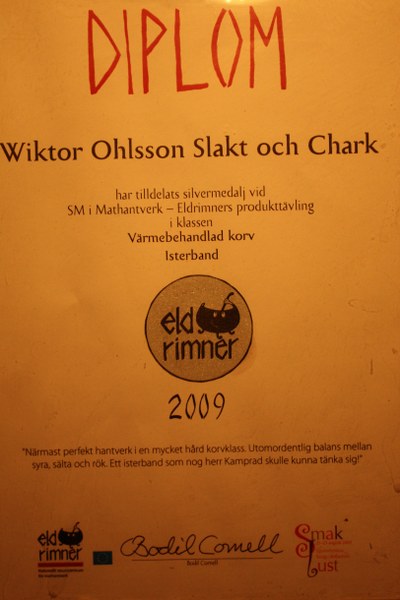 DIPLOM
Wiktor Ohlsson Slakt och Chark
har tilldelats silvermedalj vid
SM i Mathantverk – Eldrimners produkttävling
i klassen
Värmebehandlad korv
Isterband
eld
rimner
2009
"Närmast perfekt hantverk i en mycket hård korvklass. Utomordentlig balans mellan
syra, sälta och rök. Ett isterband som nog herr Kamprad skulle kunna tänka sig!"
eld
rimner
Bodil Cornell
Bodil Cornell
Smak
Lust